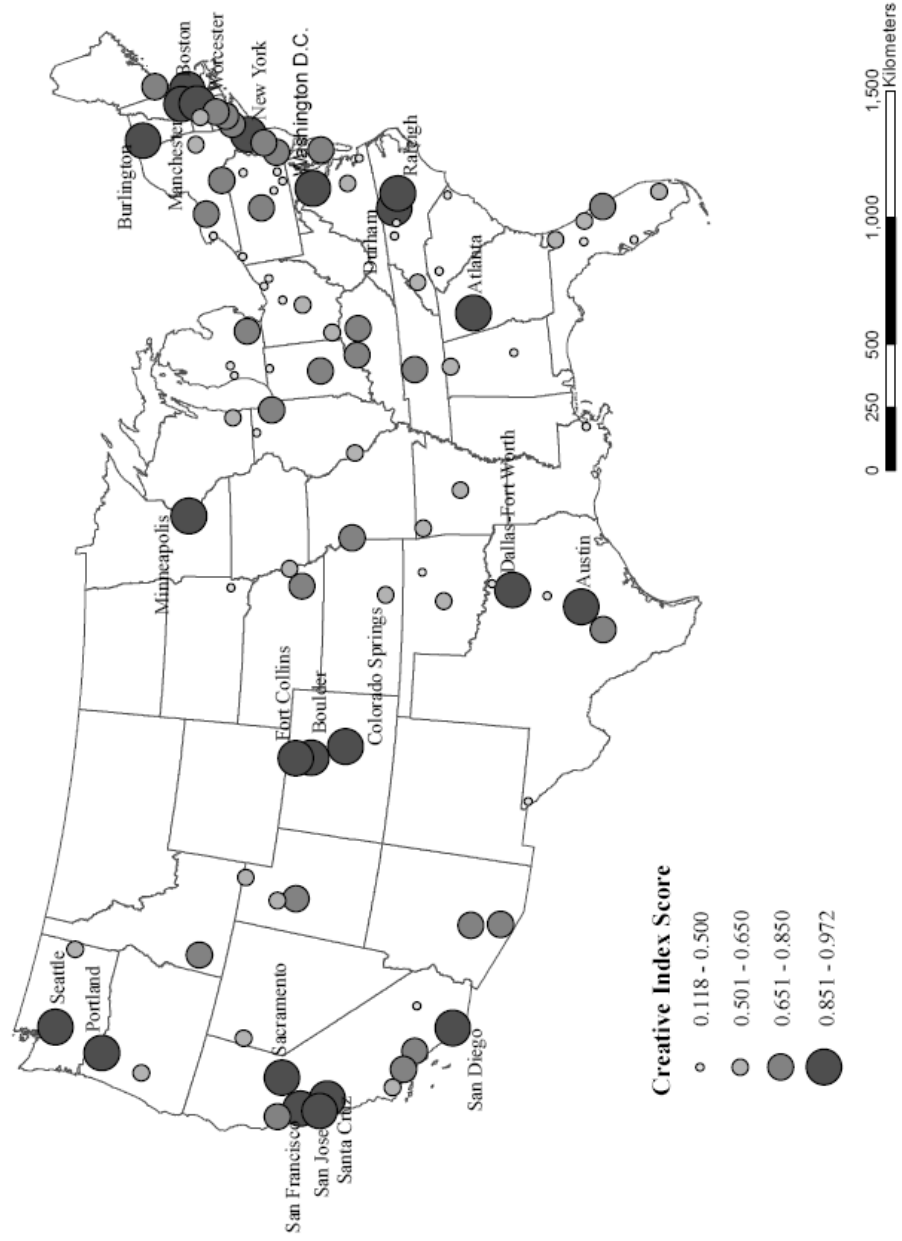 Seattle
Portland
Sacramento
San Francisco
San Jose
Santa Cruz
San Diego
Fort Collins
Boulder
Colorado Springs
Minneapolis
Dallas-Fort Worth
Austin
Atlanta
Durham
Raleigh
Burlington
Manchester
Boston
Worcester
New York
Washington D.C.
Creative Index Score
0.118 - 0.500
0.501 - 0.650
0.651 - 0.850
0.851 - 0.972
0 250 500 1,000 1,500
Kilometers